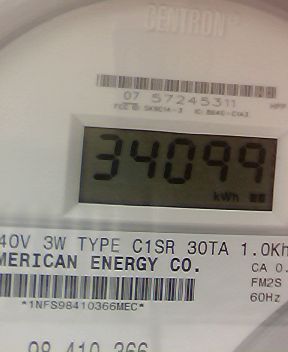 CENTRON®
07 57245311
HPP
34099
kWh
40V 3W TYPE C1SR 30TA 1.0Kh
MERICAN ENERGY CO.
CA 0.
FM2S
60Hz
*1NFS98410366MEC*
98 410 366